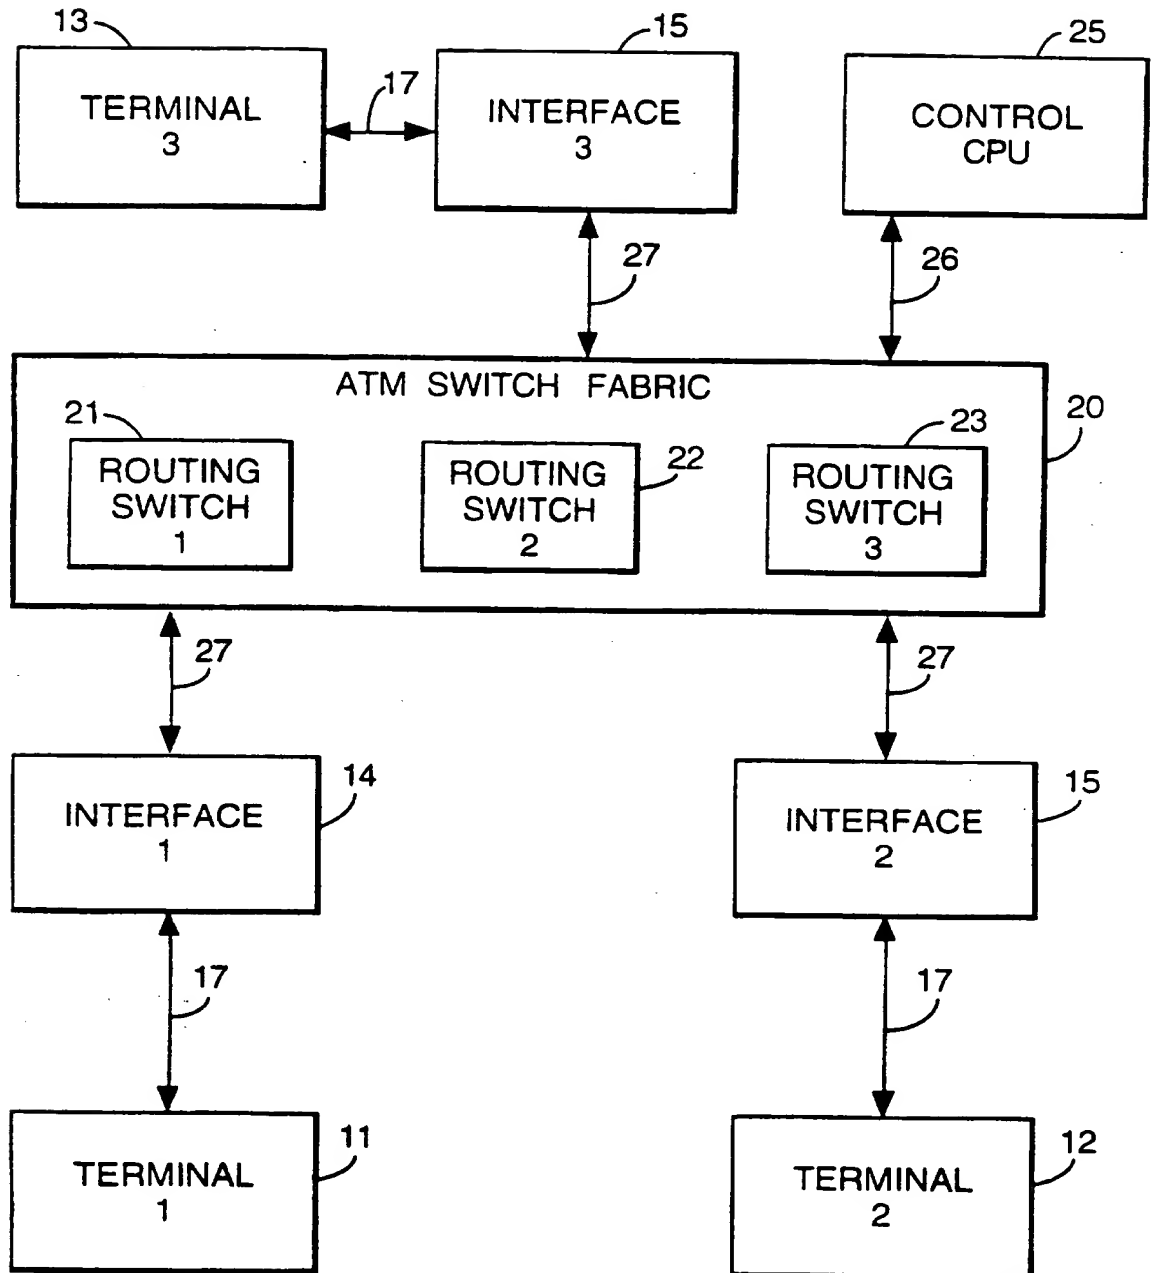 13
15
25
17
TERMINAL
3
INTERFACE
3
CONTROL
CPU
27
26
ATM SWITCH FABRIC
20
21
22
23
ROUTING
SWITCH
1
ROUTING
SWITCH
2
ROUTING
SWITCH
3
27
27
14
15
INTERFACE
1
INTERFACE
2
17
17
11
12
TERMINAL
1
TERMINAL
2